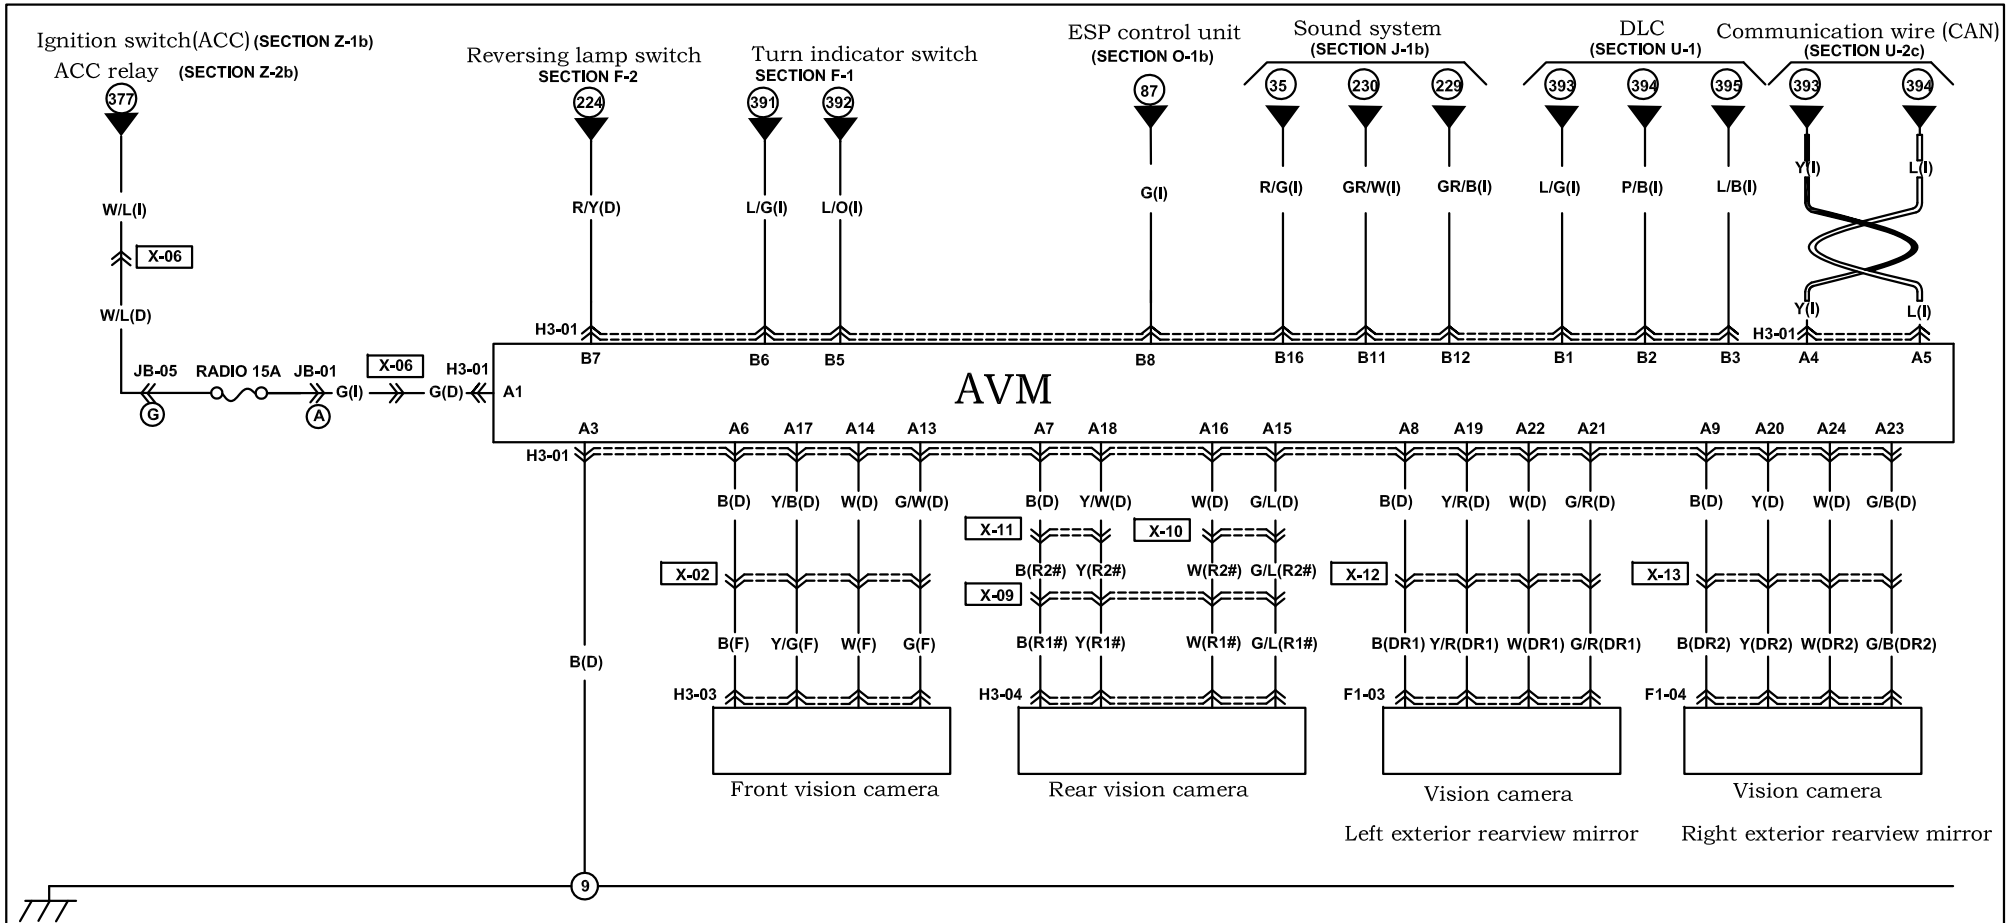 Ignition switch(ACC) (SECTION Z-1b)
ACC relay (SECTION Z-2b)
Reversing lamp switch
SECTION F-2
Turn indicator switch
SECTION F-1
ESP control unit
(SECTION O-1b)
Sound system
(SECTION J-1b)
DLC
(SECTION U-1)
Communication wire (CAN)
(SECTION U-2c)
377 224 391 392 87 35 230 229 393 394 395 393 394
Y(I) L(I)
W/L(I) R/Y(D) L/G(I) L/O(I) G(I) R/G(I) GR/W(I) GR/B(I) L/G(I) P/B(I) L/B(I)
X-06
W/L(D) Y(I) L(I)
H3-01 H3-01
B7 B6 B5 B8 B16 B11 B12 B1 B2 B3 A4 A5
JB-05 RADIO 15A JB-01 X-06 H3-01
G(I) G(D) A1
G A
AVM
A3 A6 A17 A14 A13 A7 A18 A16 A15 A8 A19 A22 A21 A9 A20 A24 A23
H3-01
B(D) Y/B(D) W(D) G/W(D) B(D) Y/W(D) W(D) G/L(D) B(D) Y/R(D) W(D) G/R(D) B(D) Y(D) W(D) G/B(D)
X-11 X-10
B(R2#) Y(R2#) W(R2#) G/L(R2#)
X-02 X-09 X-12 X-13
B(F) Y/G(F) W(F) G(F) B(R1#) Y(R1#) W(R1#) G/L(R1#) B(DR1) Y/R(DR1) W(DR1) G/R(DR1) B(DR2) Y(DR2) W(DR2) G/B(DR2)
B(D)
H3-03 H3-04 F1-03 F1-04
Front vision camera
Rear vision camera
Vision camera
Left exterior rearview mirror
Vision camera
Right exterior rearview mirror
9